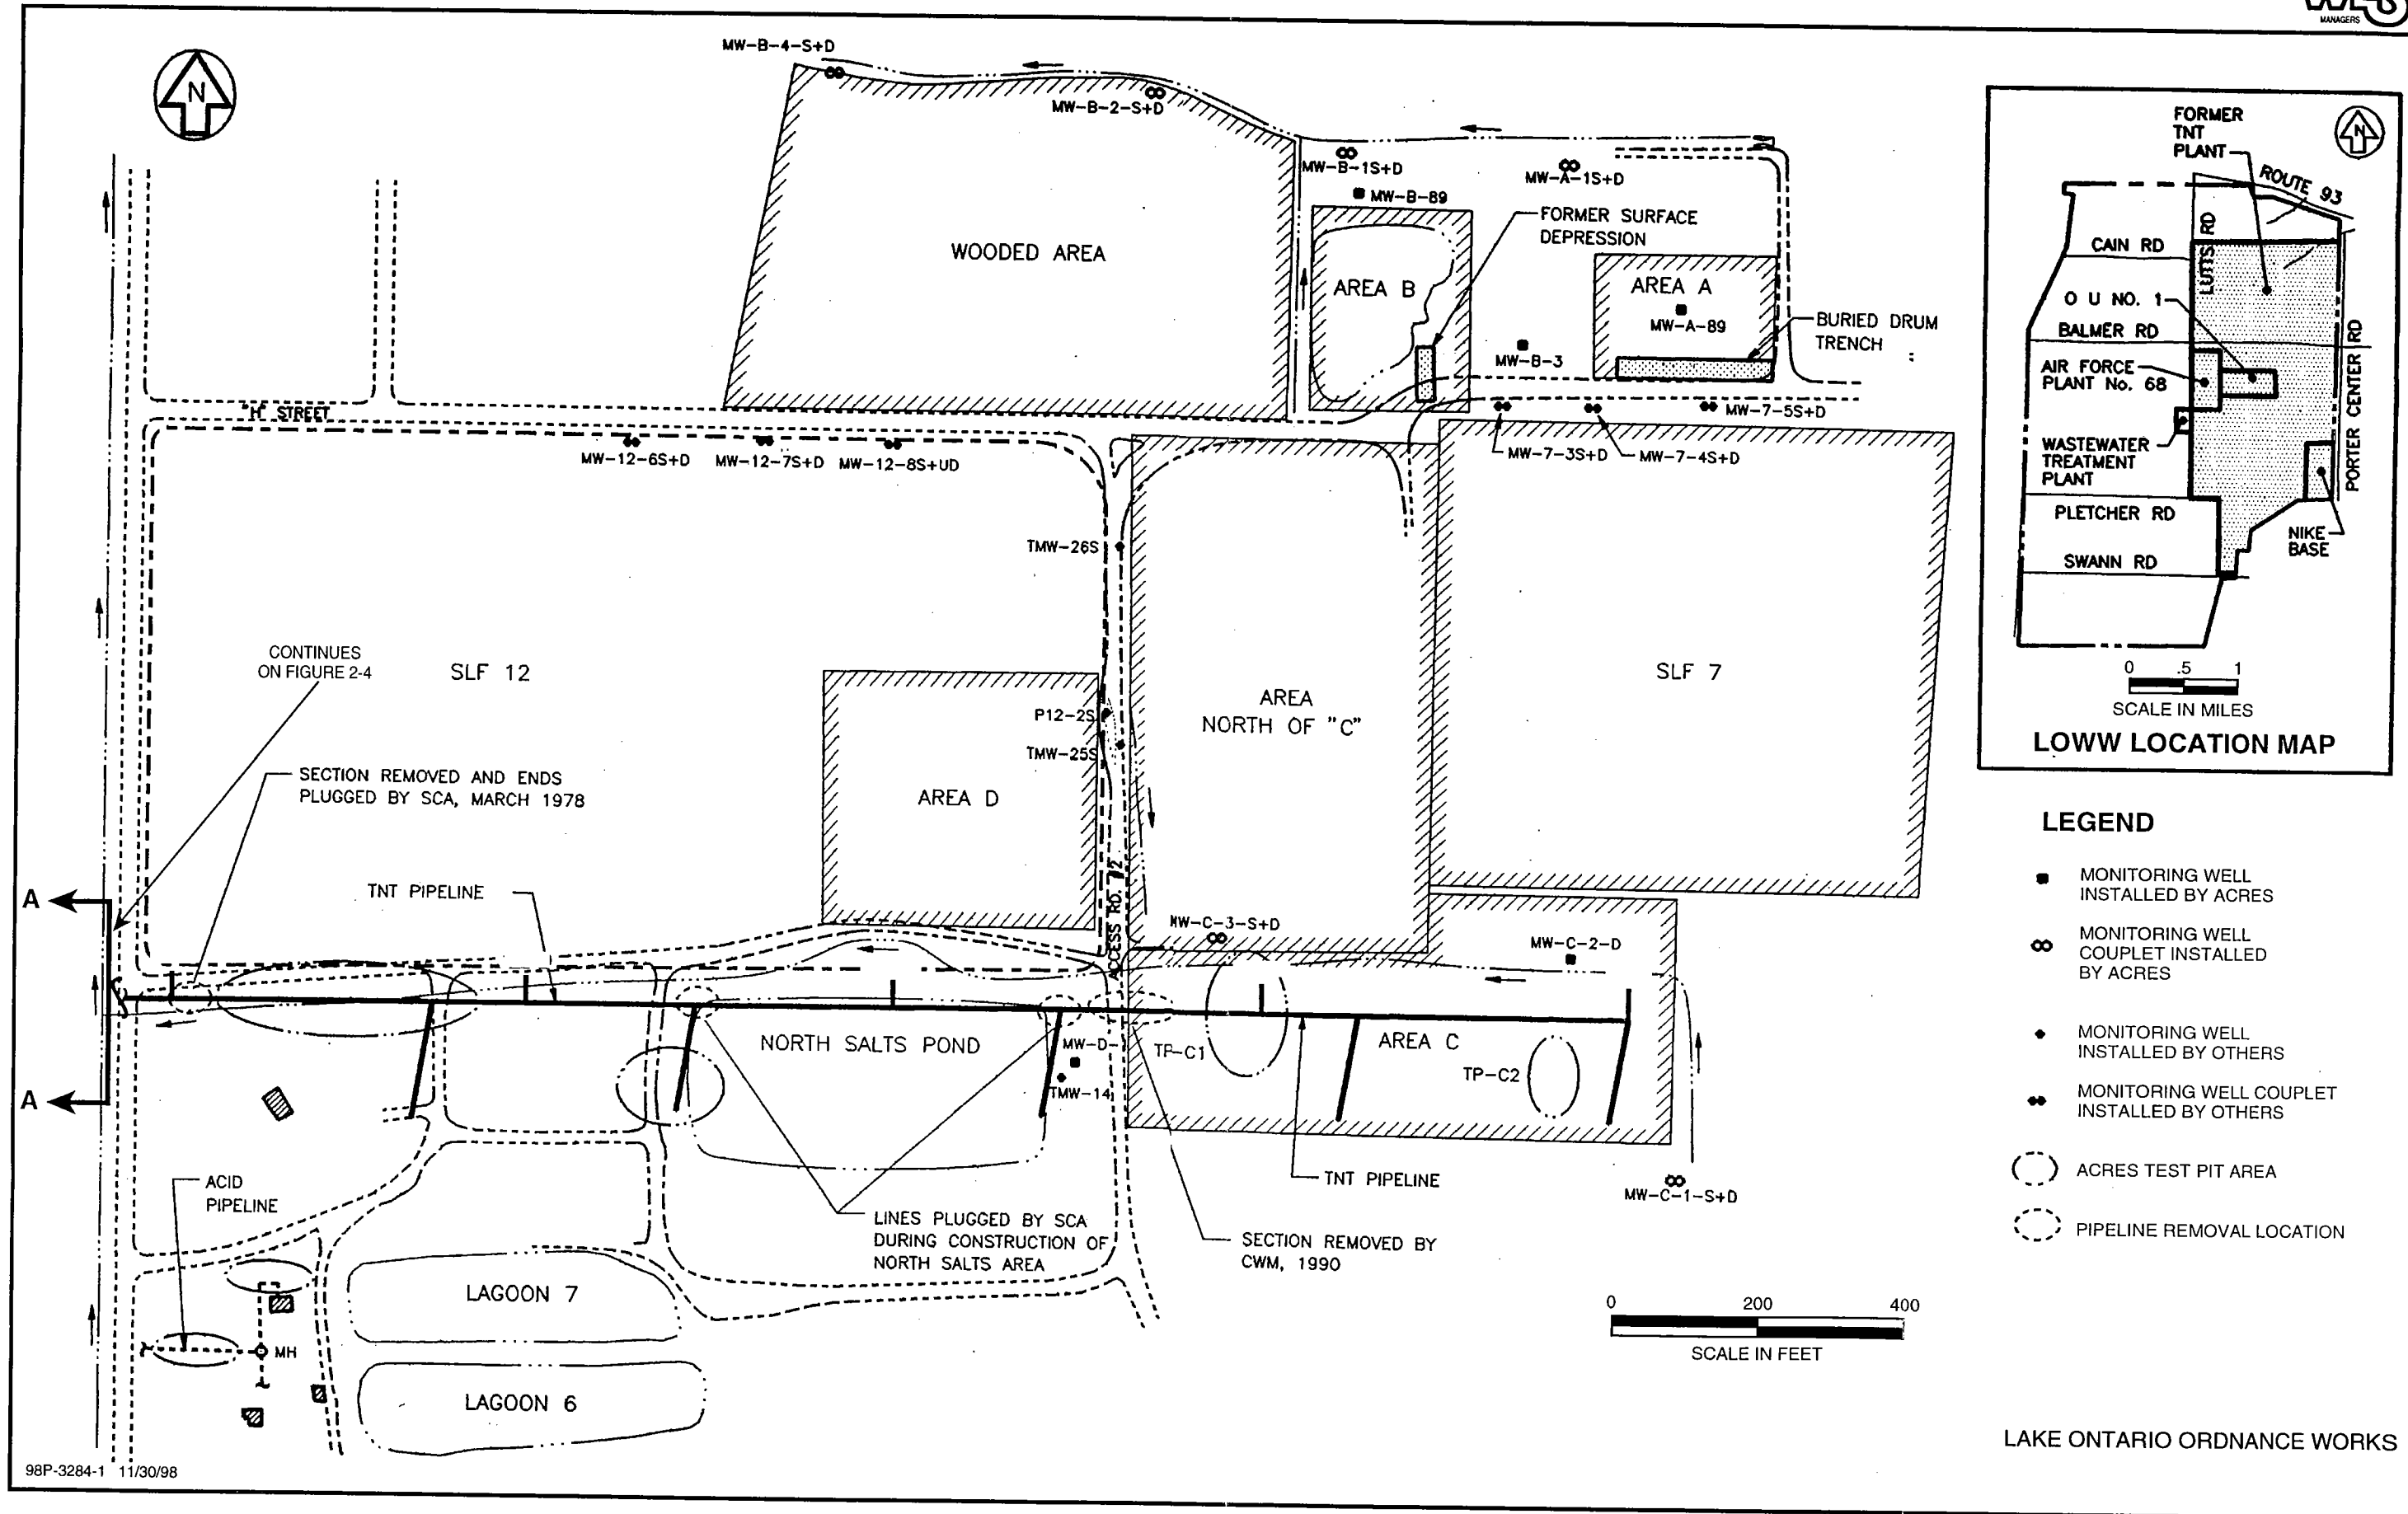 MANAGERS
MW-B-4-S+D
N
MW-B-2-S+D
MW-B-1S+D
MW-A-1S+D
MW-B-89
FORMER SURFACE
DEPRESSION
WOODED AREA
AREA B
AREA A
MW-A-89
BURIED DRUM
TRENCH
MW-B-3
"H" STREET
MW-12-6S+D
MW-12-7S+D
MW-12-8S+UD
MW-7-5S+D
MW-7-3S+D
MW-7-4S+D
TMW-26S
CONTINUES
ON FIGURE 2-4
SLF 12
P12-2S
TMW-25S
AREA
NORTH OF "C"
SLF 7
SECTION REMOVED AND ENDS
PLUGGED BY SCA, MARCH 1978
AREA D
TNT PIPELINE
ACCESS RD.
A
MW-C-3-S+D
MW-C-2-D
NORTH SALTS POND
MW-D-
TP-C1
AREA C
TP-C2
TMW-14
A
ACID
PIPELINE
TNT PIPELINE
MW-C-1-S+D
LINES PLUGGED BY SCA
DURING CONSTRUCTION OF
NORTH SALTS AREA
SECTION REMOVED BY
CWM, 1990
LAGOON 7
MH
LAGOON 6
0 200 400
SCALE IN FEET
98P-3284-1 11/30/98
FORMER
TNT
PLANT
N
ROUTE 93
LUTTS RD
CAIN RD
O U NO. 1
BALMER RD
AIR FORCE
PLANT No. 68
PORTER CENTER RD
WASTEWATER
TREATMENT
PLANT
PLETCHER RD
NIKE
BASE
SWANN RD
0 .5 1
SCALE IN MILES
LOWW LOCATION MAP
LEGEND
MONITORING WELL
INSTALLED BY ACRES
MONITORING WELL
COUPLET INSTALLED
BY ACRES
MONITORING WELL
INSTALLED BY OTHERS
MONITORING WELL COUPLET
INSTALLED BY OTHERS
ACRES TEST PIT AREA
PIPELINE REMOVAL LOCATION
LAKE ONTARIO ORDNANCE WORKS